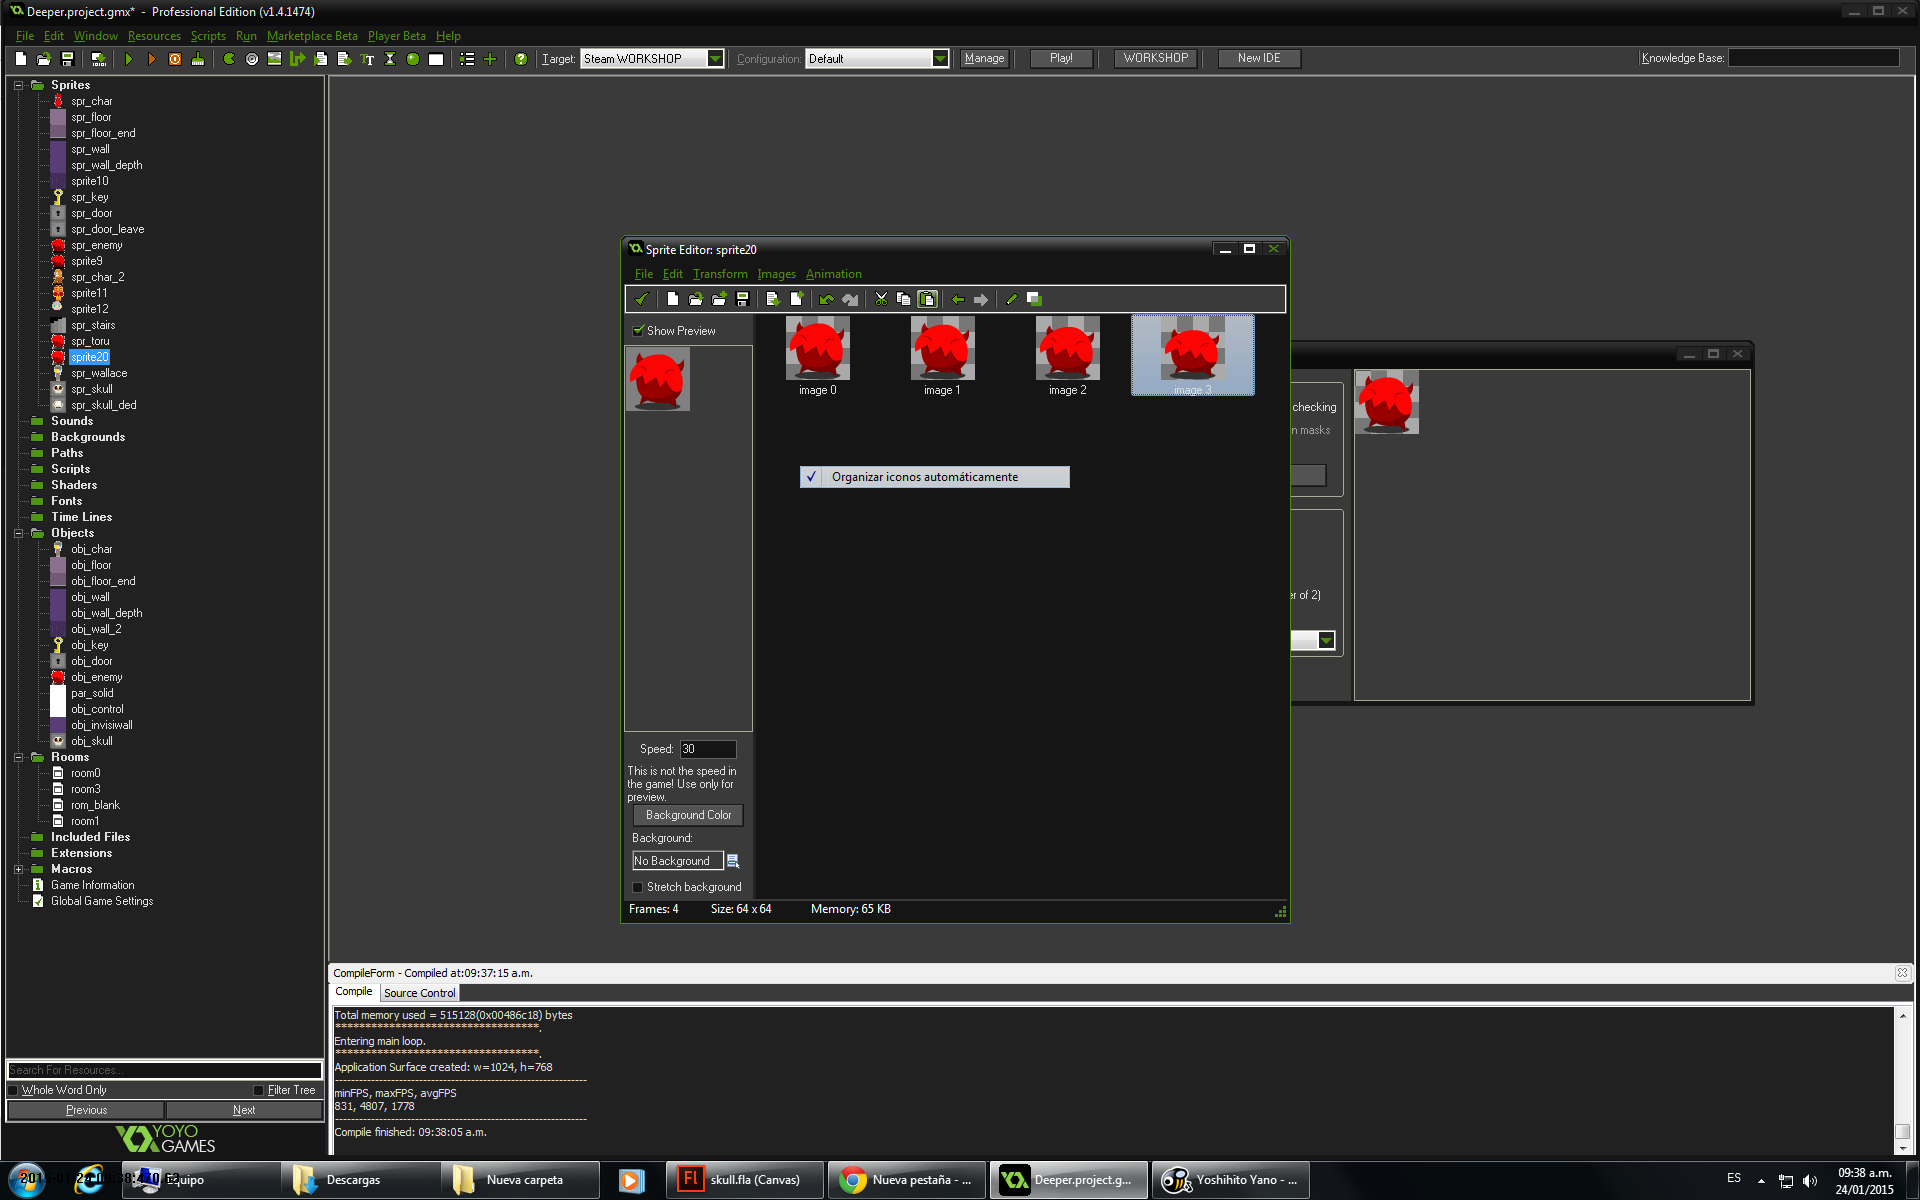 Deeper.project.gmx* - Professional Edition (v1.4.1474)
File Edit Window Resources Scripts Run Marketplace Beta Player Beta Help
Target: Steam WORKSHOP Configuration: Default Manage Play! WORKSHOP New IDE Knowledge Base:
Sprites
spr_char
spr_floor
spr_floor_end
spr_wall
spr_wall_depth
sprite10
spr_key
spr_door
spr_door_leave
spr_enemy
sprite9
spr_char_2
sprite11
sprite12
spr_stairs
spr_toru
sprite20
spr_wallace
spr_skull
spr_skull_ded
Sounds
Backgrounds
Paths
Scripts
Shaders
Fonts
Time Lines
Objects
obj_char
obj_floor
obj_floor_end
obj_wall
obj_wall_depth
obj_wall_2
obj_key
obj_door
obj_enemy
par_solid
obj_control
obj_invisiwall
obj_skull
Rooms
room0
room3
rom_blank
room1
Included Files
Extensions
Macros
Game Information
Global Game Settings
Search For Resources...
Whole Word Only Filter Tree
Previous Next
YOYO
GAMES
Sprite Editor: sprite20
File Edit Transform Images Animation
Show Preview
image 0 image 1 image 2 image 3
Organizar iconos automáticamente
Speed: 30
This is not the speed in
the game! Use only for
preview.
Background Color
Background:
No Background
Stretch background
Frames: 4 Size: 64 x 64 Memory: 65 KB
checking
n masks
er of 2)
CompileForm - Compiled at:09:37:15 a.m.
Compile Source Control
Total memory used = 515128(0x00486c18) bytes
***********************************.
Entering main loop.
***********************************.
Application Surface created: w=1024, h=768
minFPS, maxFPS, avgFPS
831, 4807, 1778
Compile finished: 09:38:05 a.m.
Equipo Descargas Nueva carpeta skull.fla (Canvas) Nueva pestaña - ... Deeper.project.g... Yoshihito Yano - ... ES 09:38 a.m.
24/01/2015